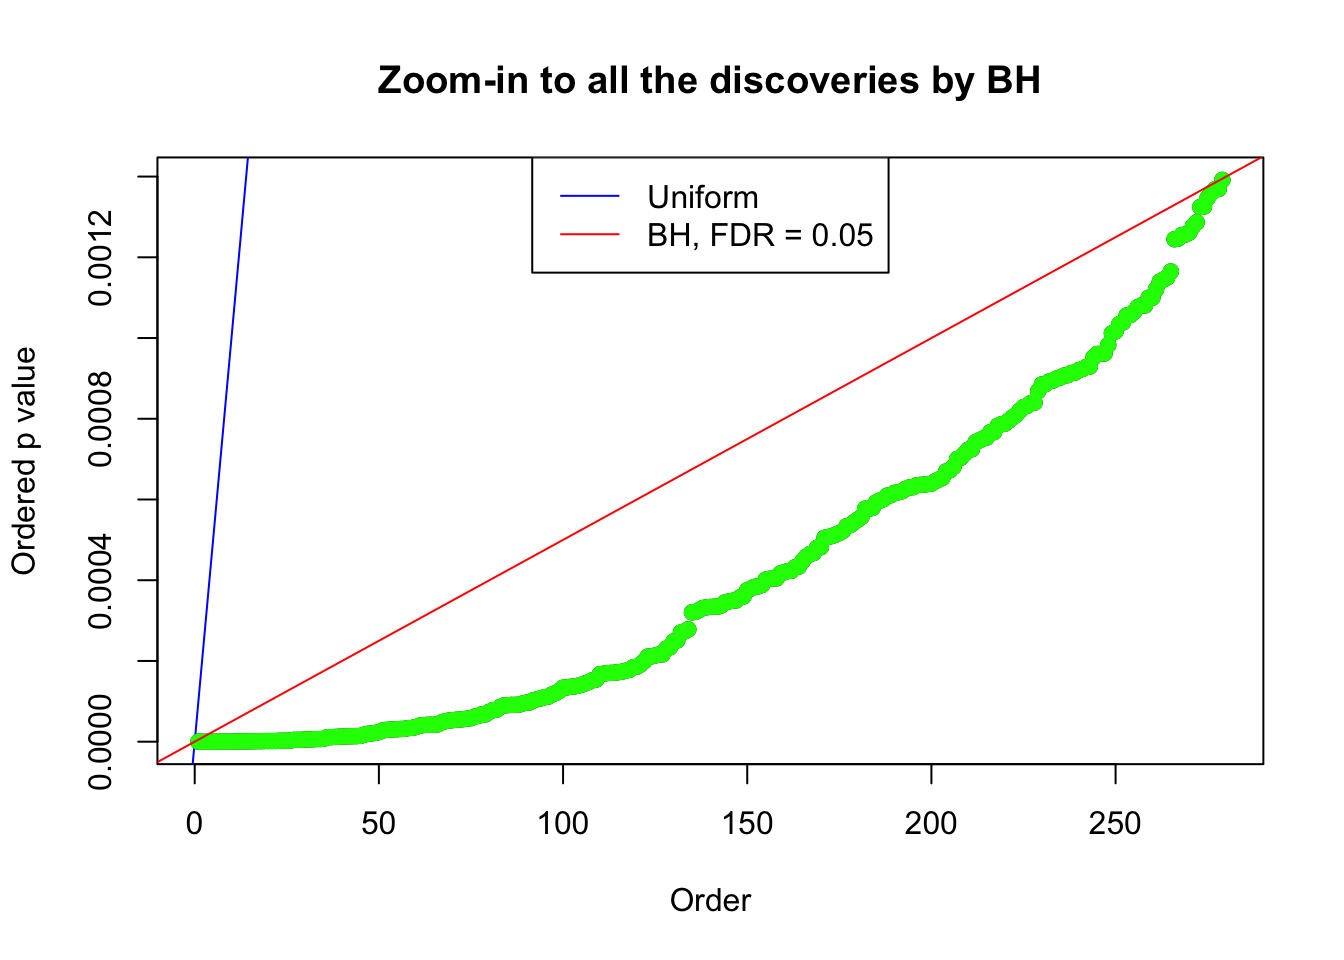 Zoom-in to all the discoveries by BH
Uniform
BH, FDR = 0.05
Ordered p value
0.0012
0.0008
0.0004
0.0000
0 50 100 150 200 250
Order